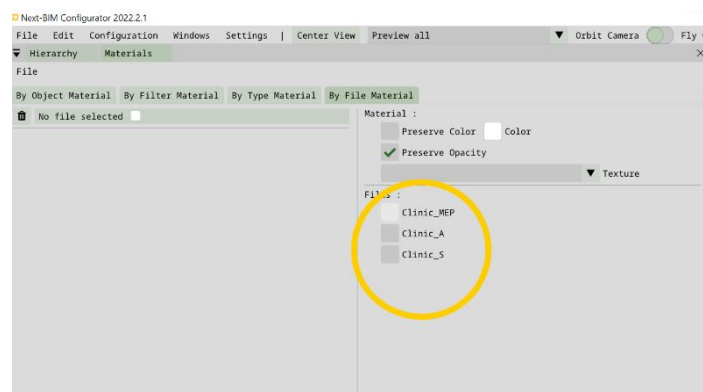 Next-BIM Configurator 2022.2.1
File Edit Configuration Windows Settings | Center View Preview all Orbit Camera Fly
Hierarchy Materials
File
By Object Material By Filter Material By Type Material By File Material
No file selected
Material :
Preserve Color Color
Preserve Opacity
Texture
Files :
Clinic_MEP
Clinic_A
Clinic_S